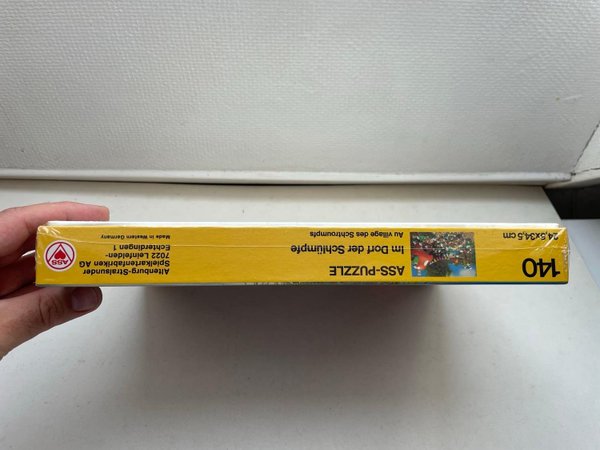 140
24,5x34,5 cm
ASS-PUZZLE
Im Dorf der Schlümpfe
Au village des Schtroumpfs
Altenburg-Stralsunder
Spielkartenfabriken AG
7022 Leinfelden-
Echterdingen 1
Made in Western Germany
ASS